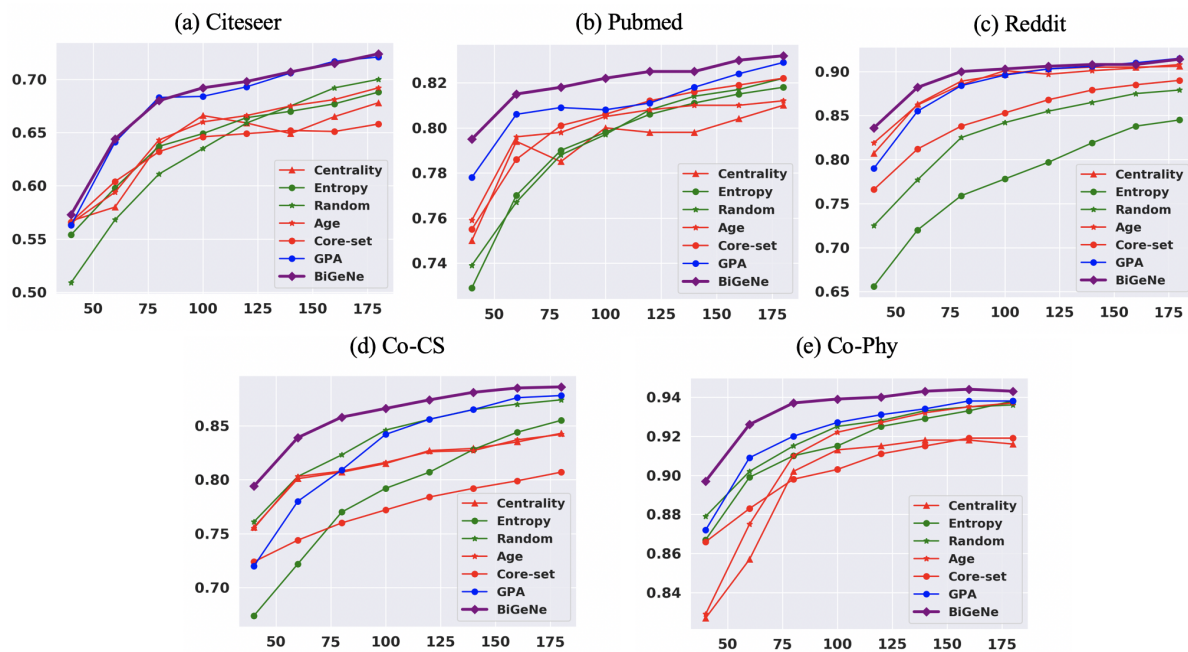 (a) Citeseer
0.70
0.65
0.60
0.55
0.50
50 75 100 125 150 175
Centrality
Entropy
Random
Age
Core-set
GPA
BiGeNe
(b) Pubmed
0.82
0.80
0.78
0.76
0.74
50 75 100 125 150 175
Centrality
Entropy
Random
Age
Core-set
GPA
BiGeNe
(c) Reddit
0.90
0.85
0.80
0.75
0.70
0.65
50 75 100 125 150 175
Centrality
Entropy
Random
Age
Core-set
GPA
BiGeNe
(d) Co-CS
0.85
0.80
0.75
0.70
50 75 100 125 150 175
Centrality
Entropy
Random
Age
Core-set
GPA
BiGeNe
(e) Co-Phy
0.94
0.92
0.90
0.88
0.86
0.84
50 75 100 125 150 175
Centrality
Entropy
Random
Age
Core-set
GPA
BiGeNe